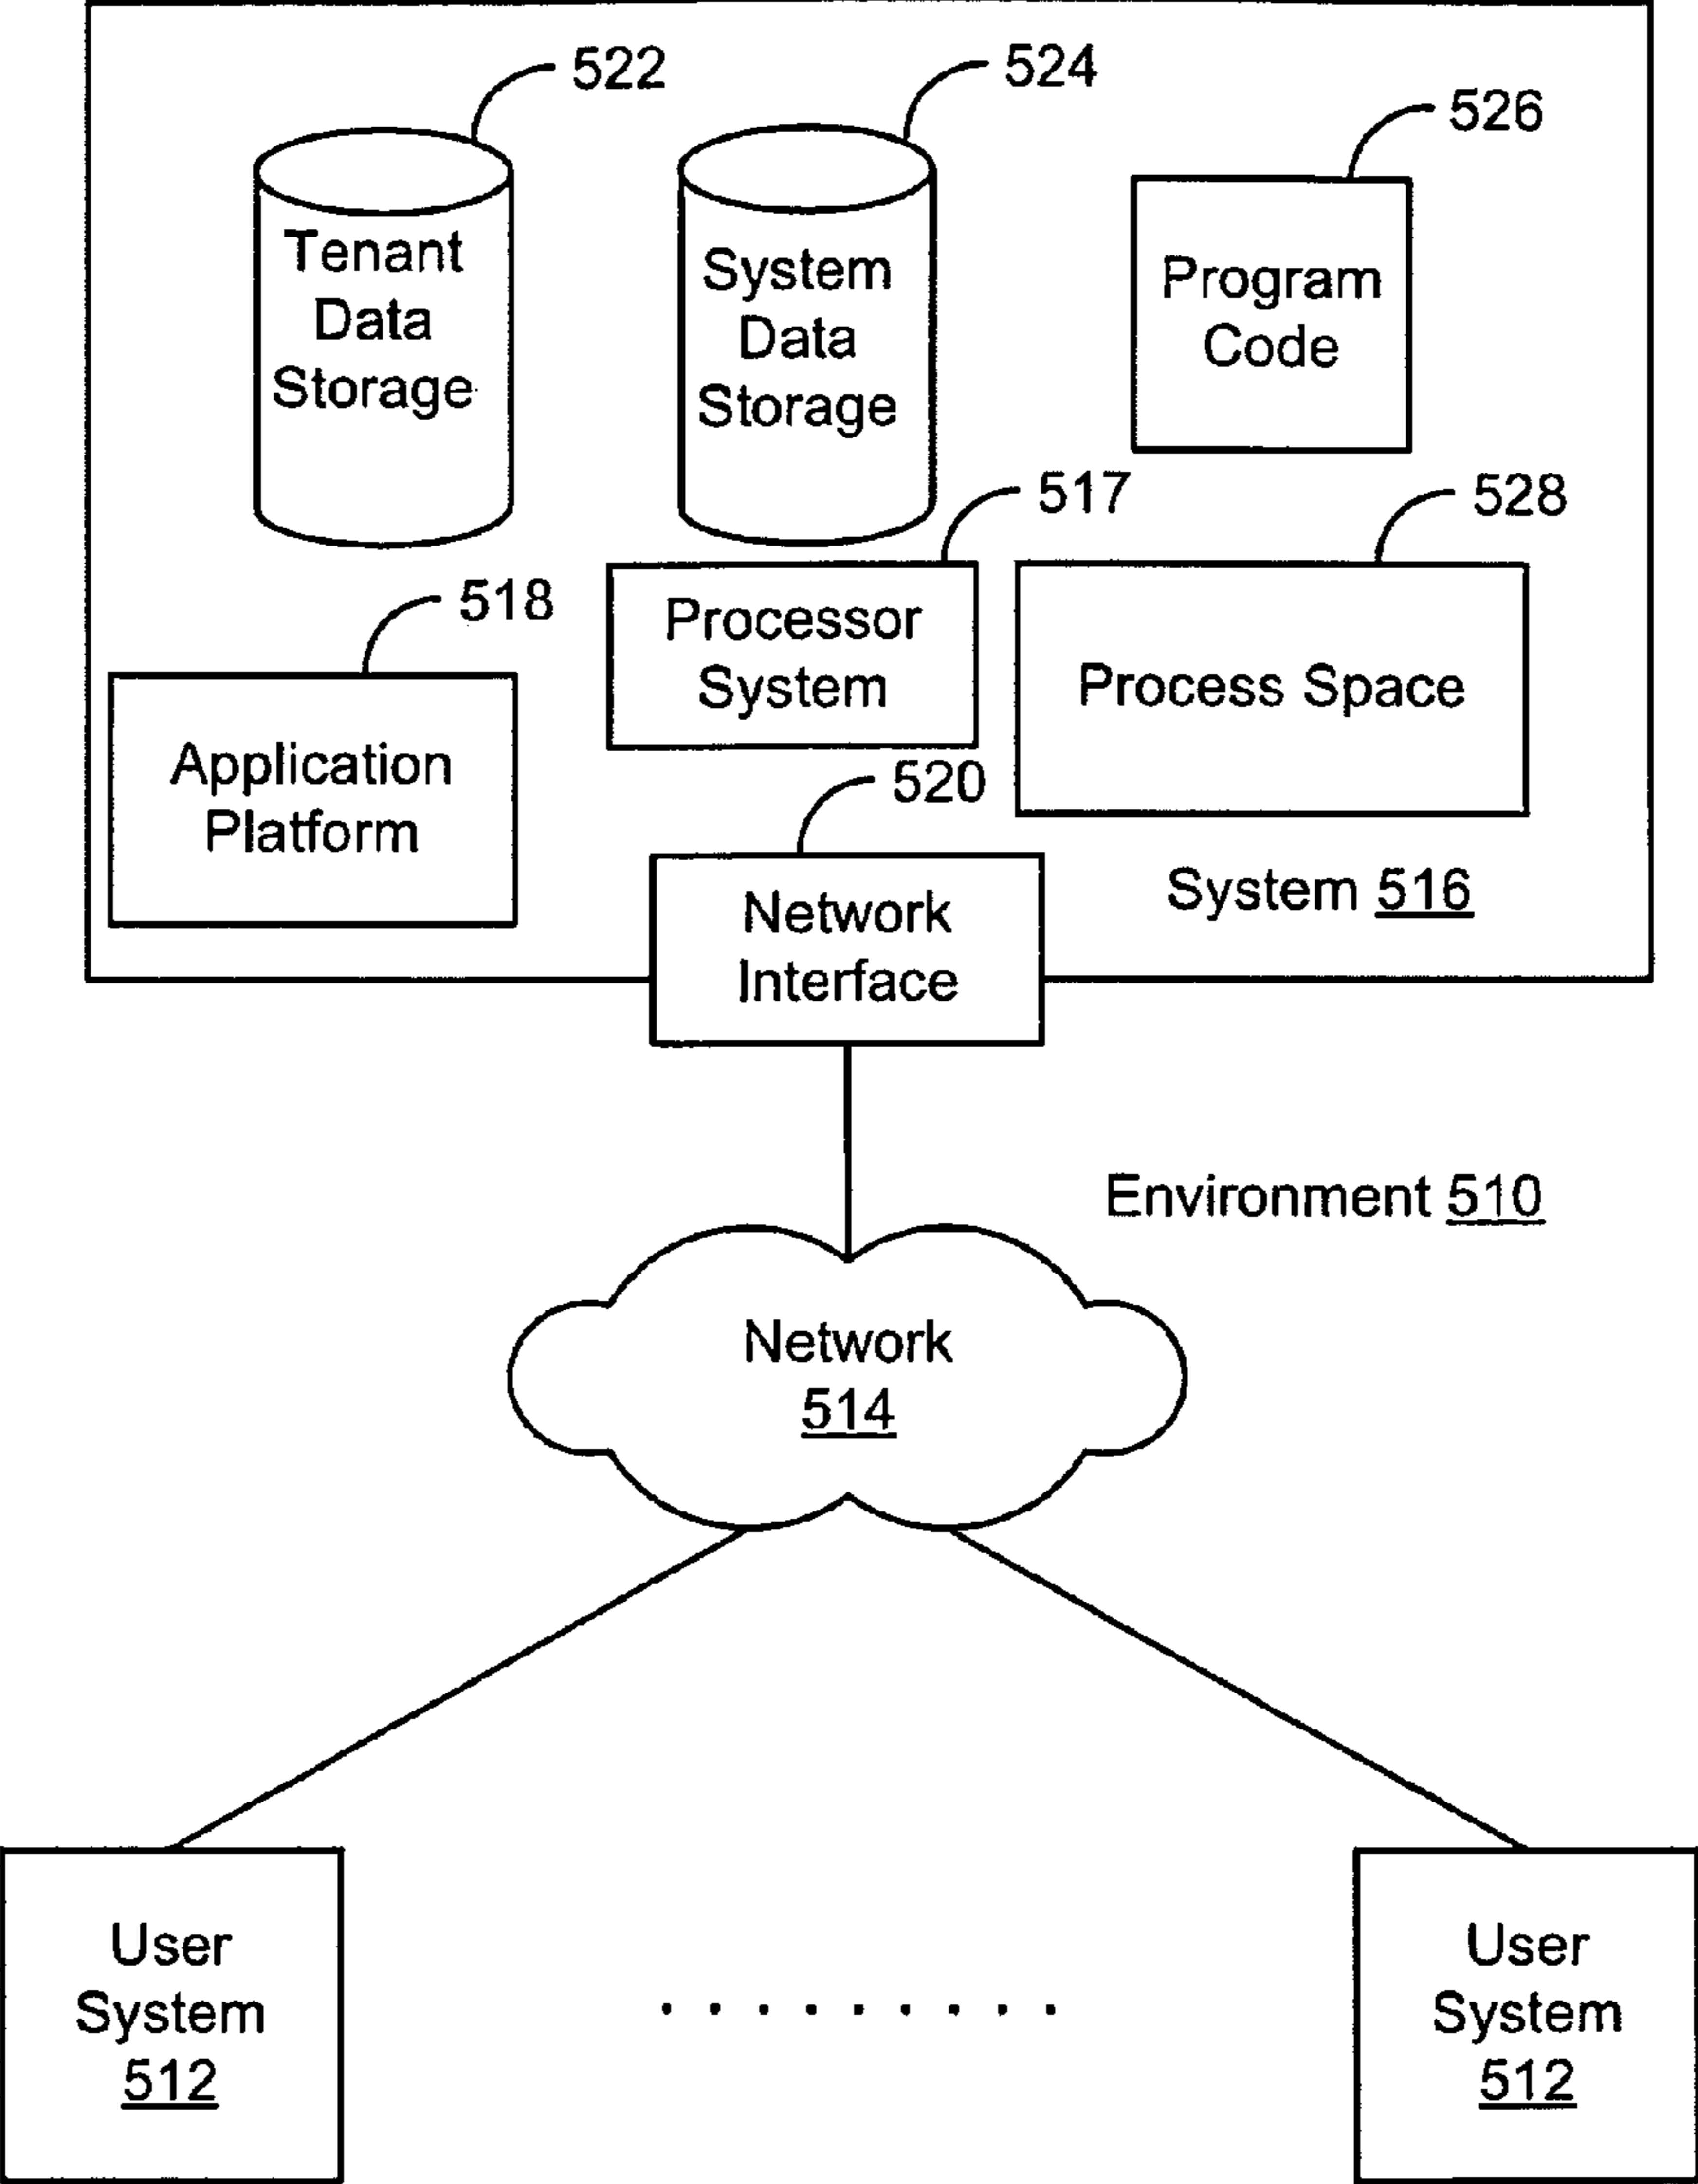 522
524
526
Tenant
Data
Storage
System
Data
Storage
Program
Code
517
528
518
Processor
System
Process Space
Application
Platform
520
Network
Interface
System 516
Environment 510
Network
514
User
System
512
. . . . . . . . .
User
System
512